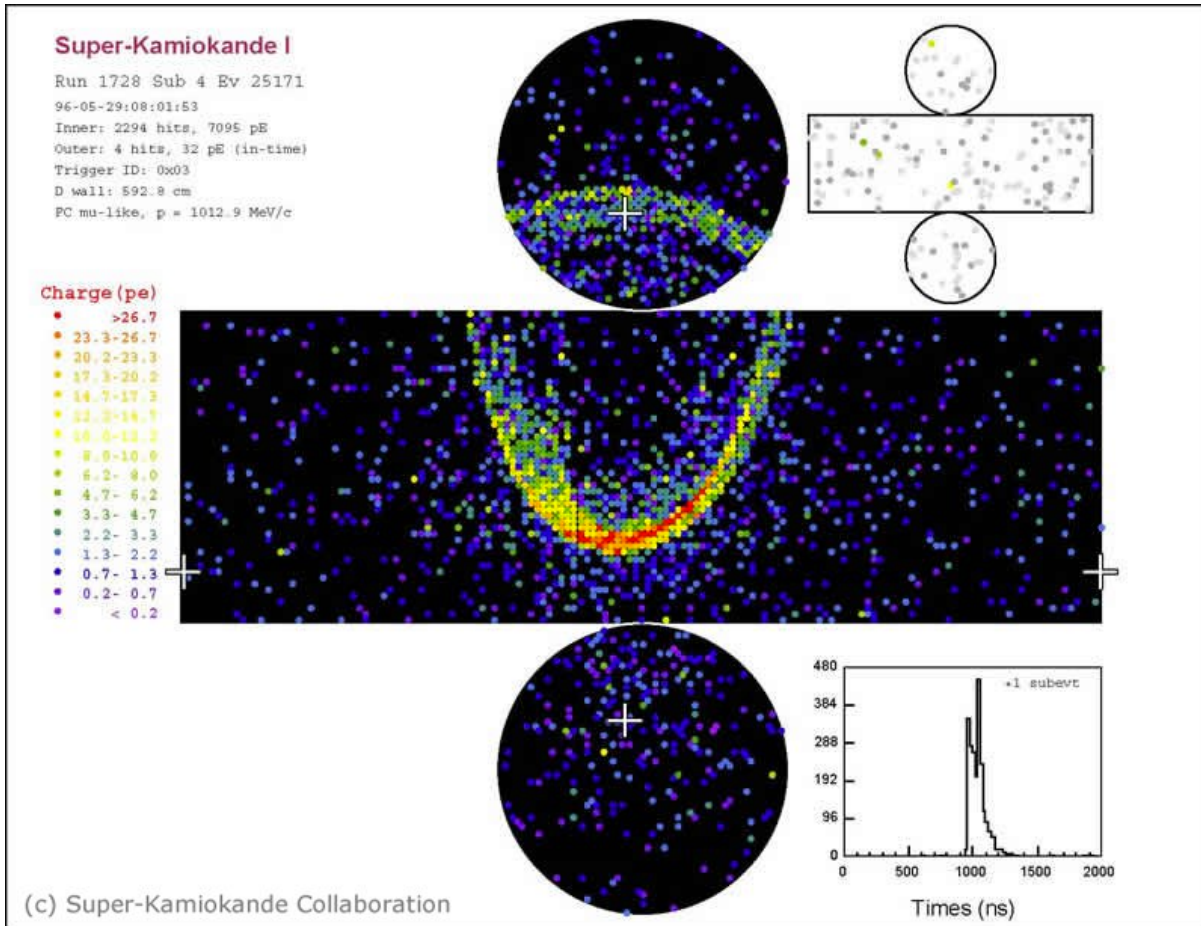 Super-Kamiokande I
Run 1728 Sub 4 Ev 25171
96-05-29:08:01:53
Inner: 2294 hits, 7095 pE
Outer: 4 hits, 32 pE (in-time)
Trigger ID: 0x03
D wall: 592.8 cm
FC mu-like, p = 1012.9 MeV/c
Charge(pe)
>26.7
23.3-26.7
20.2-23.3
17.3-20.2
14.7-17.3
12.2-14.7
10.0-12.2
8.0-10.0
6.2- 8.0
4.7- 6.2
3.3- 4.7
2.2- 3.3
1.3- 2.2
0.7- 1.3
0.2- 0.7
< 0.2
480
384
288
192
96
0
+1 subevt
0 500 1000 1500 2000
Times (ns)
(c) Super-Kamiokande Collaboration